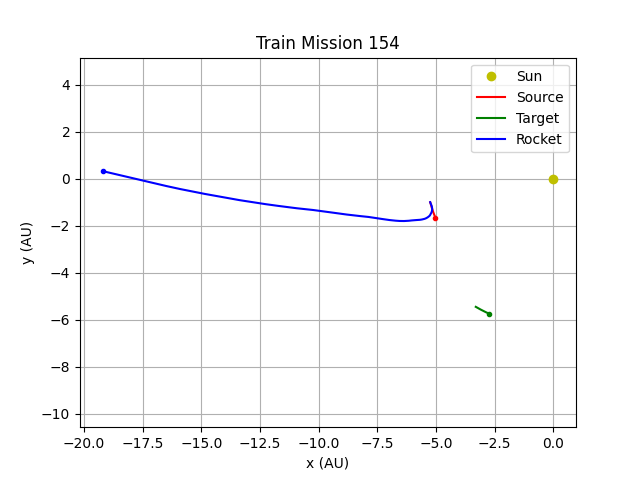 Train Mission 154
Sun
Source
Target
Rocket
y (AU)
4
2
0
−2
−4
−6
−8
−10
−20.0 −17.5 −15.0 −12.5 −10.0 −7.5 −5.0 −2.5 0.0
x (AU)